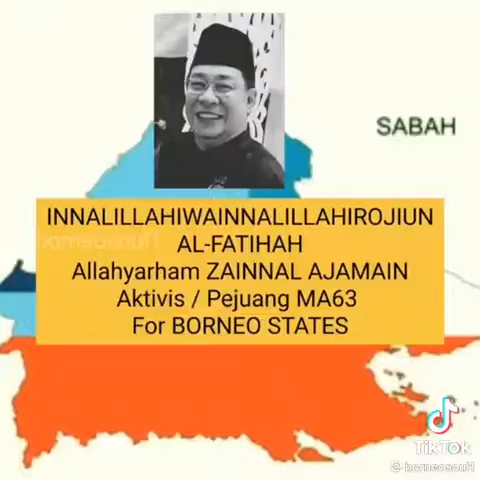 SABAH
INNALILLAHIWAINNALILLAHIROJIUN
AL-FATIHAH
Allahyarham ZAINNAL AJAMAIN
Aktivis / Pejuang MA63
For BORNEO STATES
TikTok